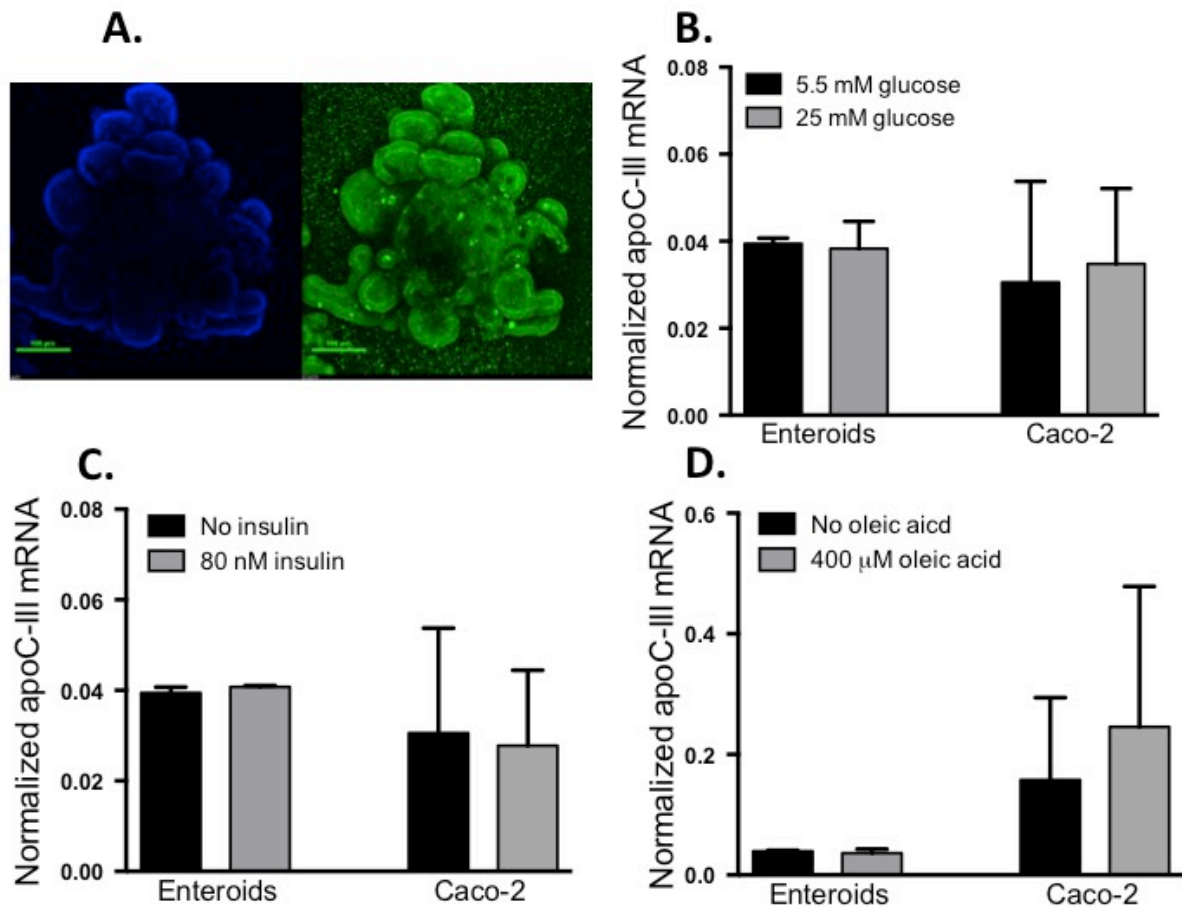 A.
B.
Normalized apoC-III mRNA
0.08
0.06
0.04
0.02
0.00
5.5 mM glucose
25 mM glucose
Enteroids
Caco-2
C.
Normalized apoC-III mRNA
0.08
0.06
0.04
0.02
0.00
No insulin
80 nM insulin
Enteroids
Caco-2
D.
Normalized apoC-III mRNA
0.6
0.4
0.2
0.0
No oleic aicd
400 μM oleic acid
Enteroids
Caco-2